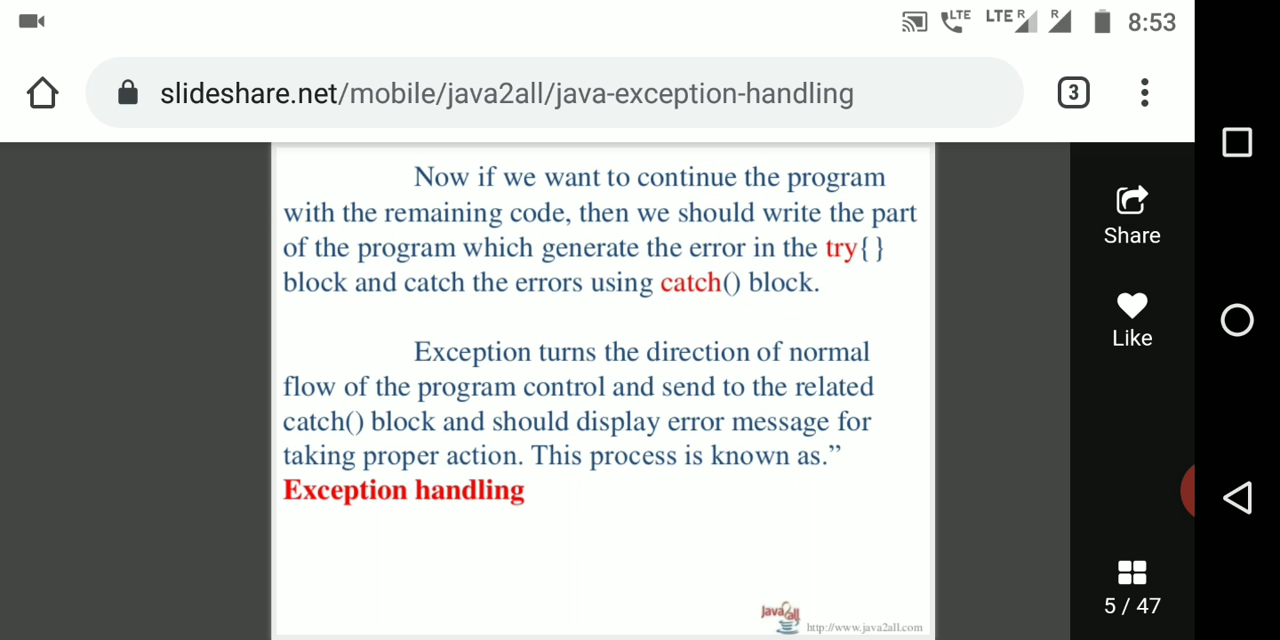 LTE LTE R R 8:53
slideshare.net/mobile/java2all/java-exception-handling 3
Now if we want to continue the program
with the remaining code, then we should write the part
of the program which generate the error in the try{}
block and catch the errors using catch() block.
Exception turns the direction of normal
flow of the program control and send to the related
catch() block and should display error message for
taking proper action. This process is known as.”
Exception handling
Java2all
http://www.java2all.com
Share
Like
5 / 47